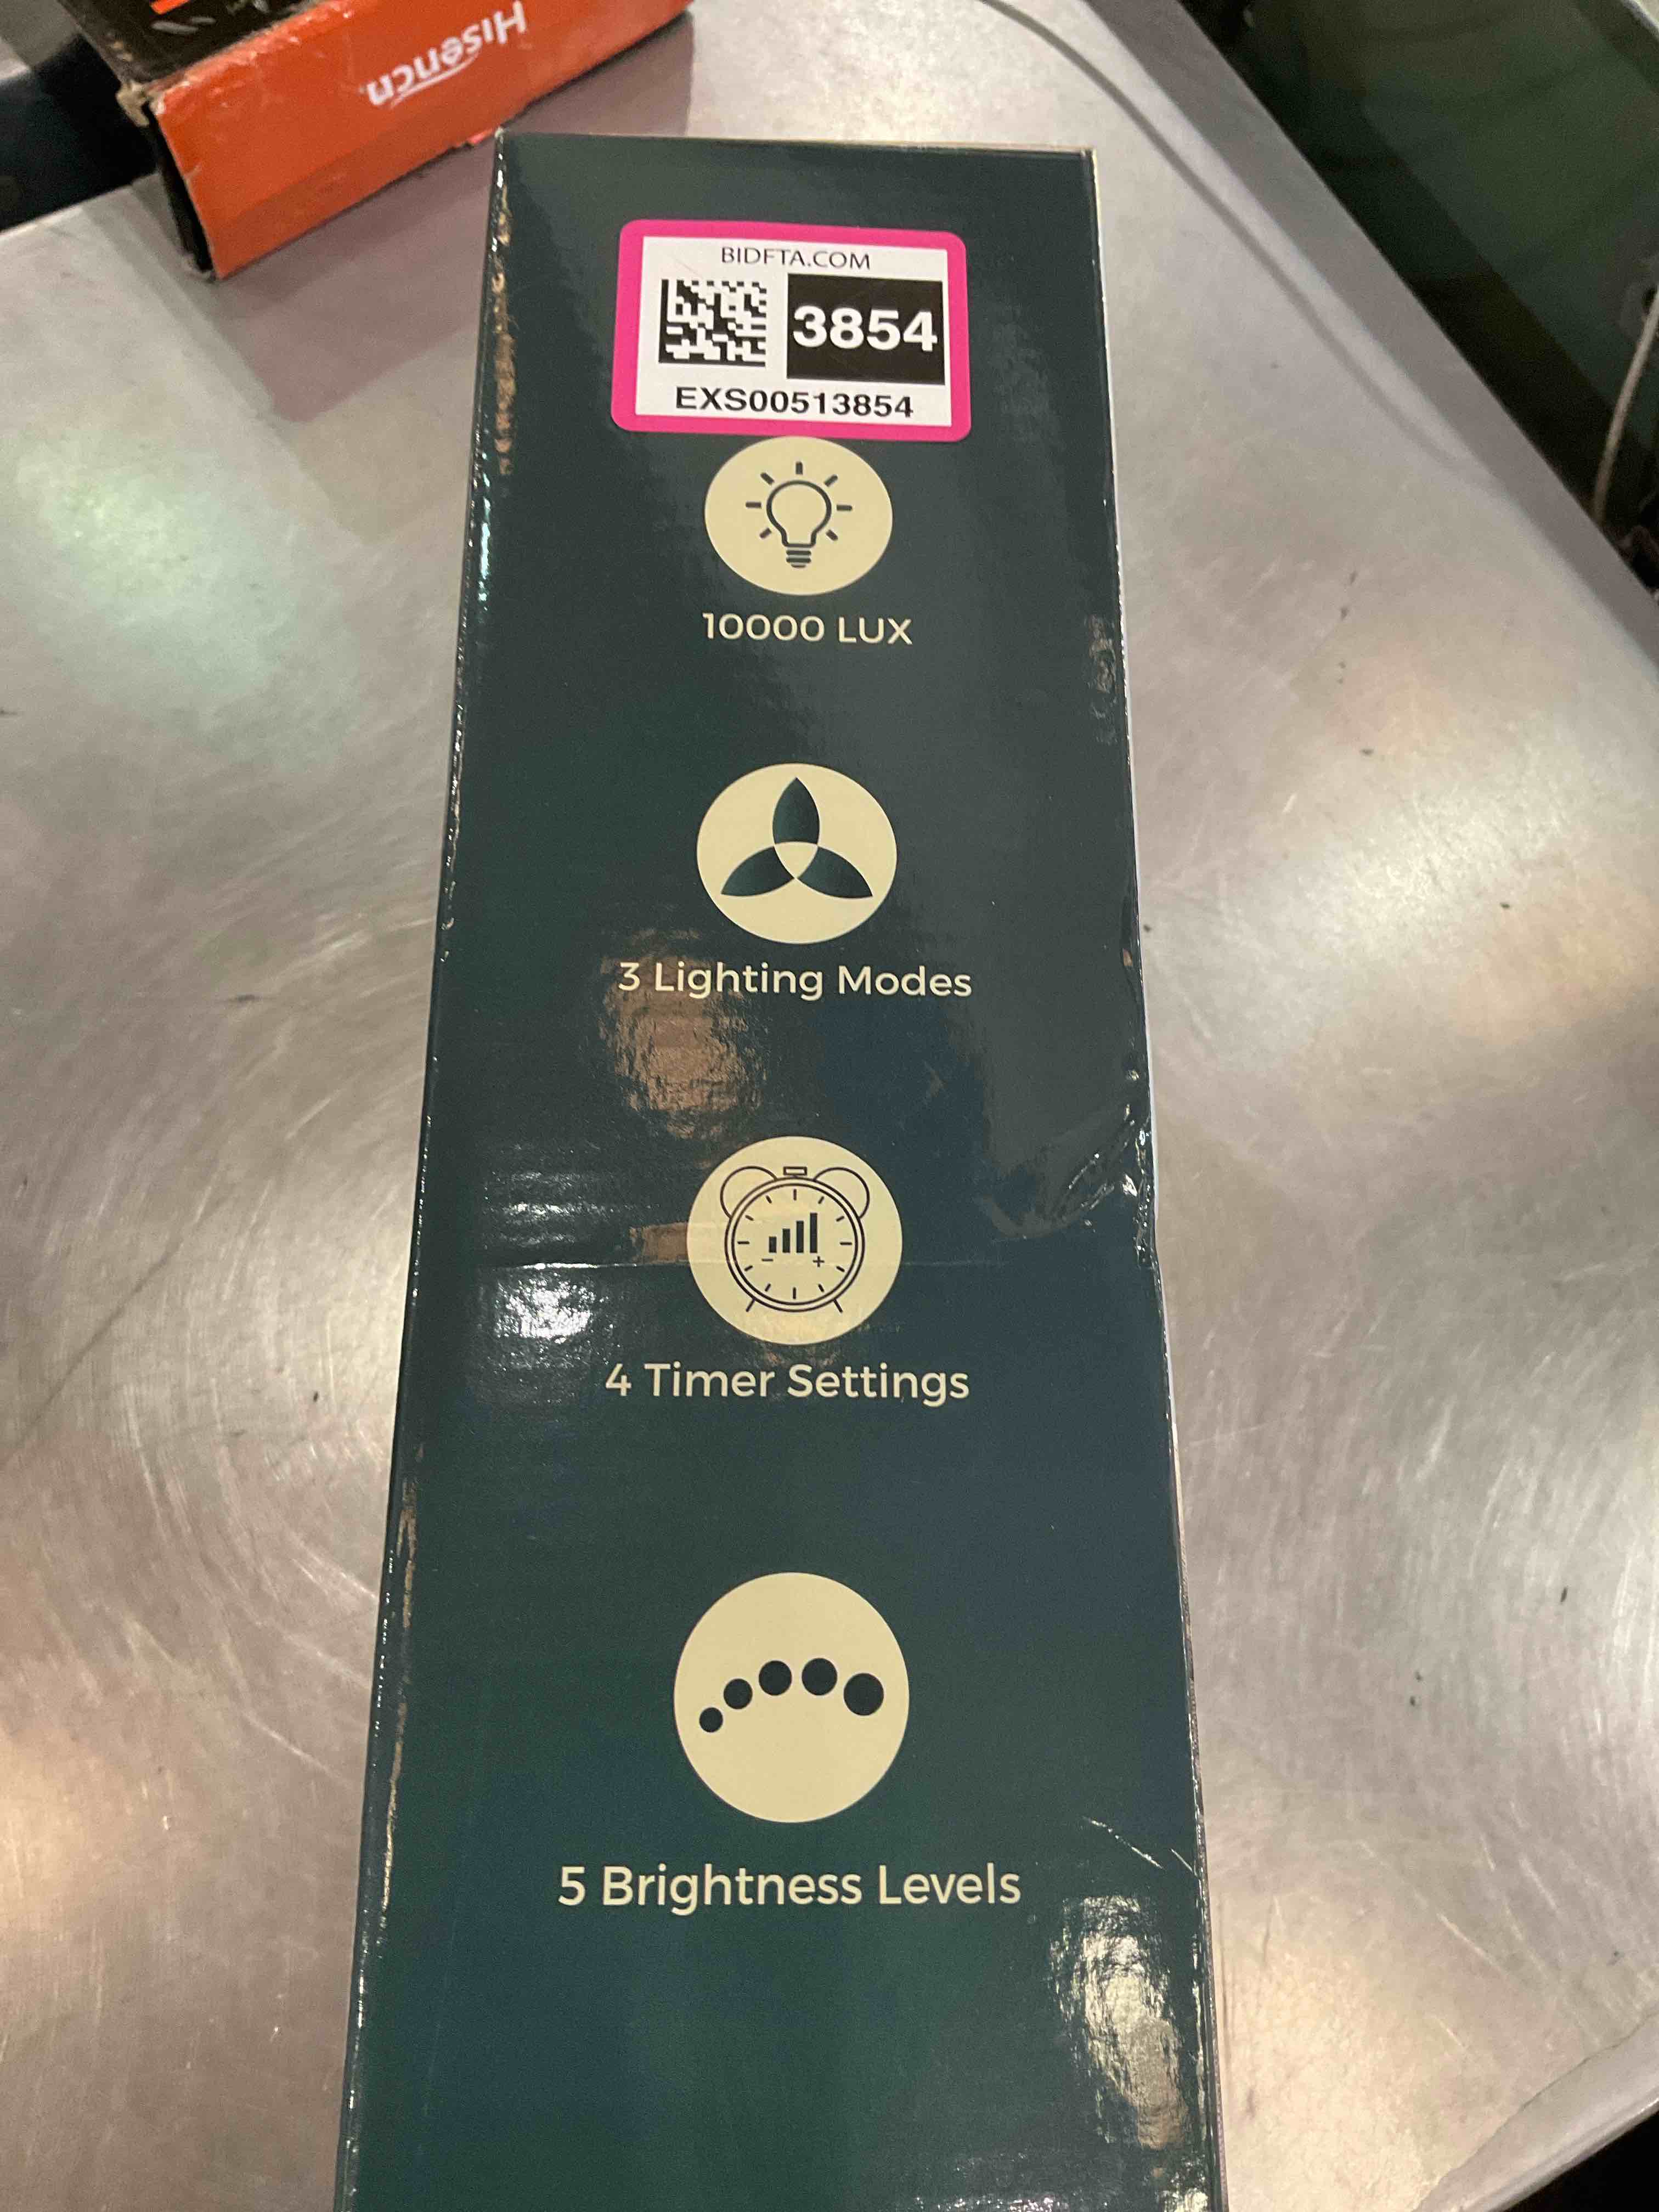 Hisencn
BIDFTA.COM
3854
EXS00513854
10000 LUX
3 Lighting Modes
4 Timer Settings
5 Brightness Levels